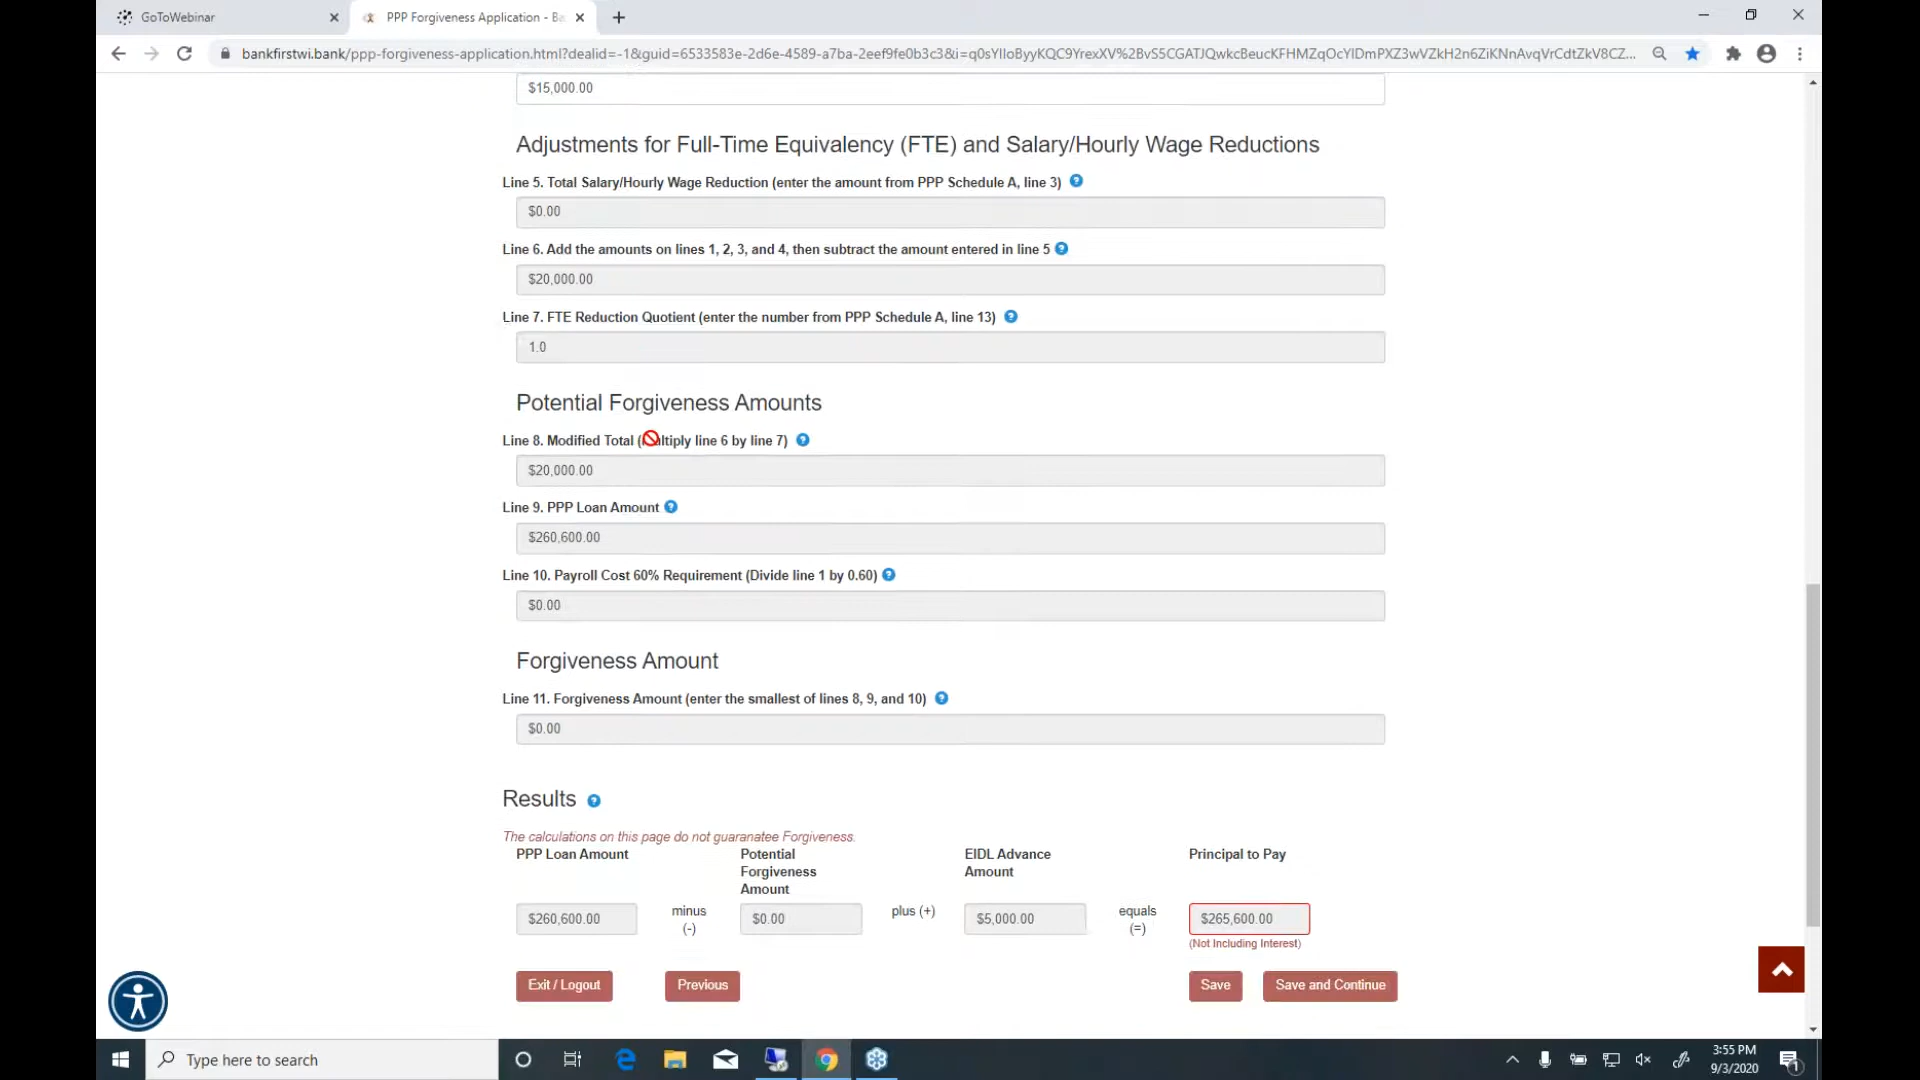 GoToWebinar
PPP Forgiveness Application - Ba
bankfirstwi.bank/ppp-forgiveness-application.html?dealid=-1&guid=6533583e-2d6e-4589-a7ba-2eef9fe0b3c3&i=q0sYIloByyKQC9YrexXV%2BvS5CGATJQwkcBeucKFHMZqOcYlDmPXZ3wVZkH2n6ZiKNnAvqVrCdtZkV8CZ...
$15,000.00
Adjustments for Full-Time Equivalency (FTE) and Salary/Hourly Wage Reductions
Line 5. Total Salary/Hourly Wage Reduction (enter the amount from PPP Schedule A, line 3)
$0.00
Line 6. Add the amounts on lines 1, 2, 3, and 4, then subtract the amount entered in line 5
$20,000.00
Line 7. FTE Reduction Quotient (enter the number from PPP Schedule A, line 13)
1.0
Potential Forgiveness Amounts
Line 8. Modified Total (Multiply line 6 by line 7)
$20,000.00
Line 9. PPP Loan Amount
$260,600.00
Line 10. Payroll Cost 60% Requirement (Divide line 1 by 0.60)
$0.00
Forgiveness Amount
Line 11. Forgiveness Amount (enter the smallest of lines 8, 9, and 10)
$0.00
Results
The calculations on this page do not guaranatee Forgiveness.
PPP Loan Amount
Potential
Forgiveness
Amount
EIDL Advance
Amount
Principal to Pay
$260,600.00
minus
(-)
$0.00
plus (+)
$5,000.00
equals
(=)
$265,600.00
(Not Including Interest)
Exit / Logout
Previous
Save
Save and Continue
Type here to search
3:55 PM
9/3/2020
1